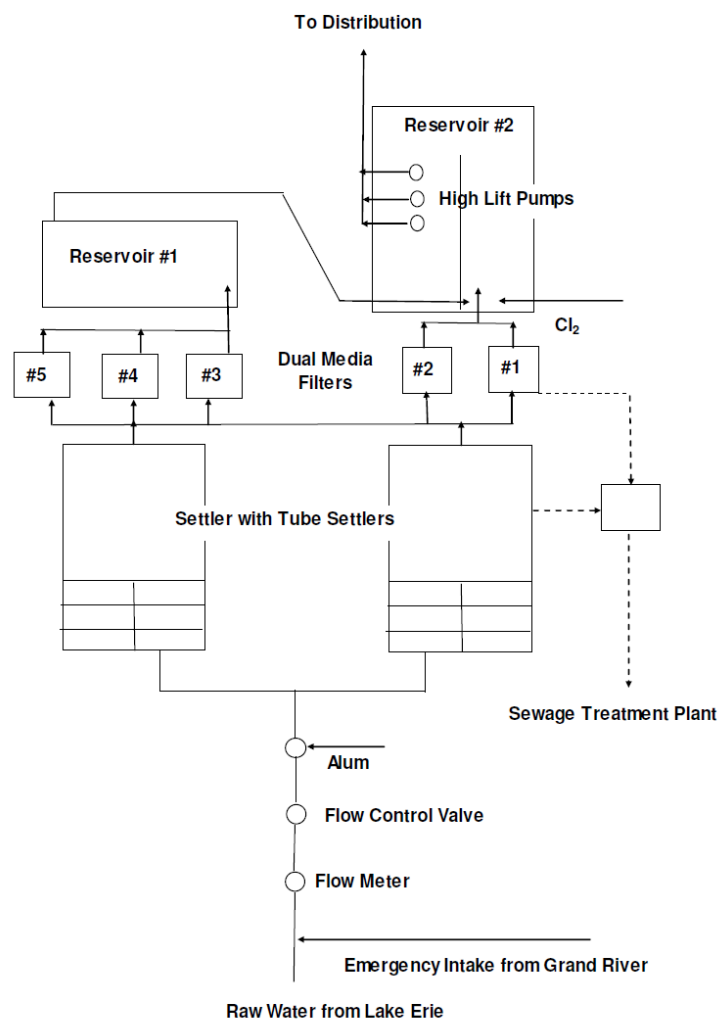 To Distribution
Reservoir #2
High Lift Pumps
Reservoir #1
Cl₂
Dual Media
Filters
#5
#4
#3
#2
#1
Settler with Tube Settlers
Sewage Treatment Plant
Alum
Flow Control Valve
Flow Meter
Emergency Intake from Grand River
Raw Water from Lake Erie